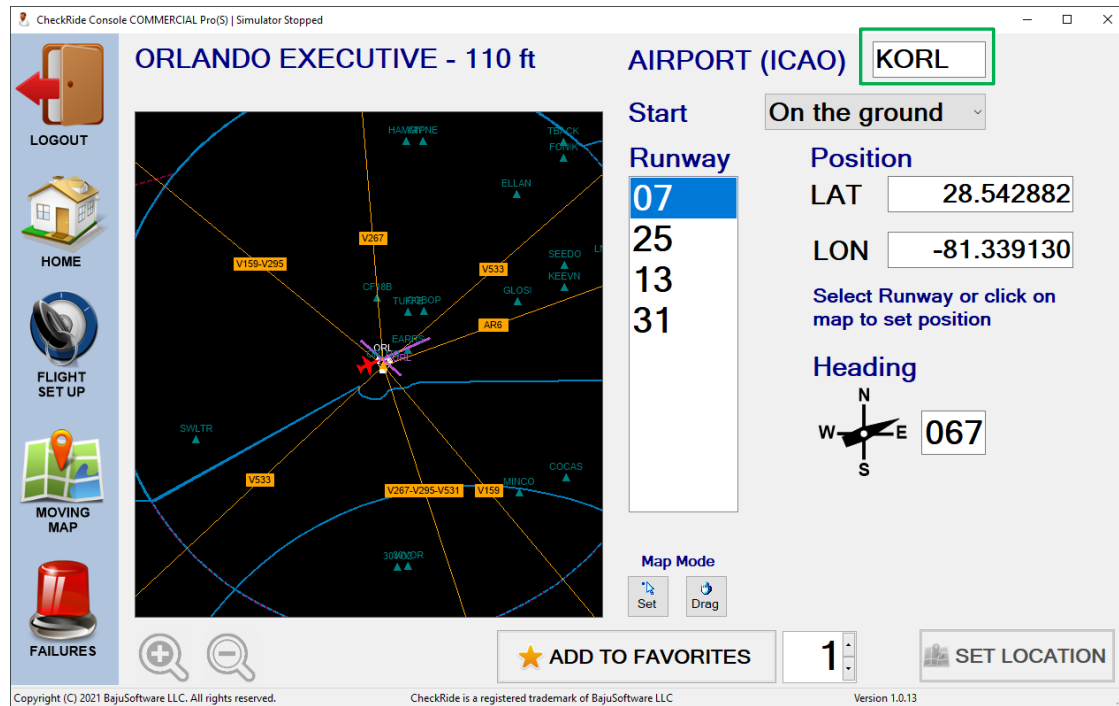 CheckRide Console COMMERCIAL Pro(S) | Simulator Stopped
LOGOUT
HOME
FLIGHT
SET UP
MOVING
MAP
FAILURES
ORLANDO EXECUTIVE - 110 ft
TBACK
ELLAN
V267
V159-V295
V533
SEEDO
KEEVN
CF18B
GLOSI
AR6
EARRS
ORL
SWLTR
V533
COCAS
V267-V295-V531
V159
MINCO
AIRPORT (ICAO)
KORL
Start
On the ground
Runway
07
25
13
31
Position
LAT
28.542882
LON
-81.339130
Select Runway or click on
map to set position
Heading
N
W
E
S
067
Map Mode
Set
Drag
ADD TO FAVORITES
1
SET LOCATION
Copyright (C) 2021 BajuSoftware LLC. All rights reserved.
CheckRide is a registered trademark of BajuSoftware LLC
Version 1.0.13